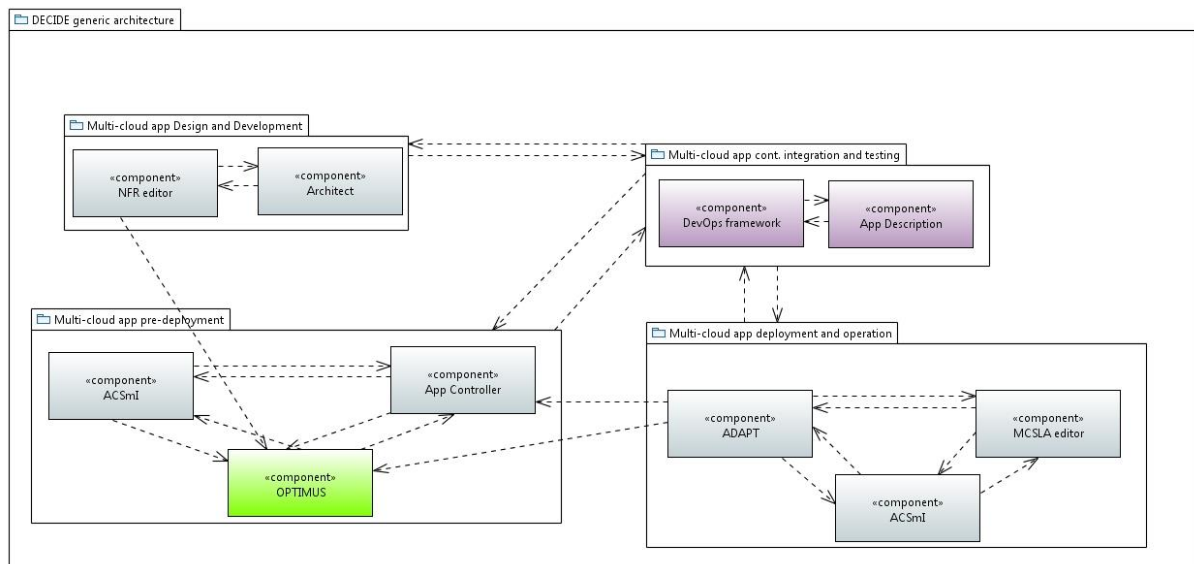 DECIDE generic architecture
Multi-cloud app Design and Development
«component»
NFR editor
«component»
Architect
Multi-cloud app cont. integration and testing
«component»
DevOps framework
«component»
App Description
Multi-cloud app pre-deployment
«component»
ACSmI
«component»
App Controller
«component»
OPTIMUS
Multi-cloud app deployment and operation
«component»
ADAPT
«component»
MCSLA editor
«component»
ACSmI